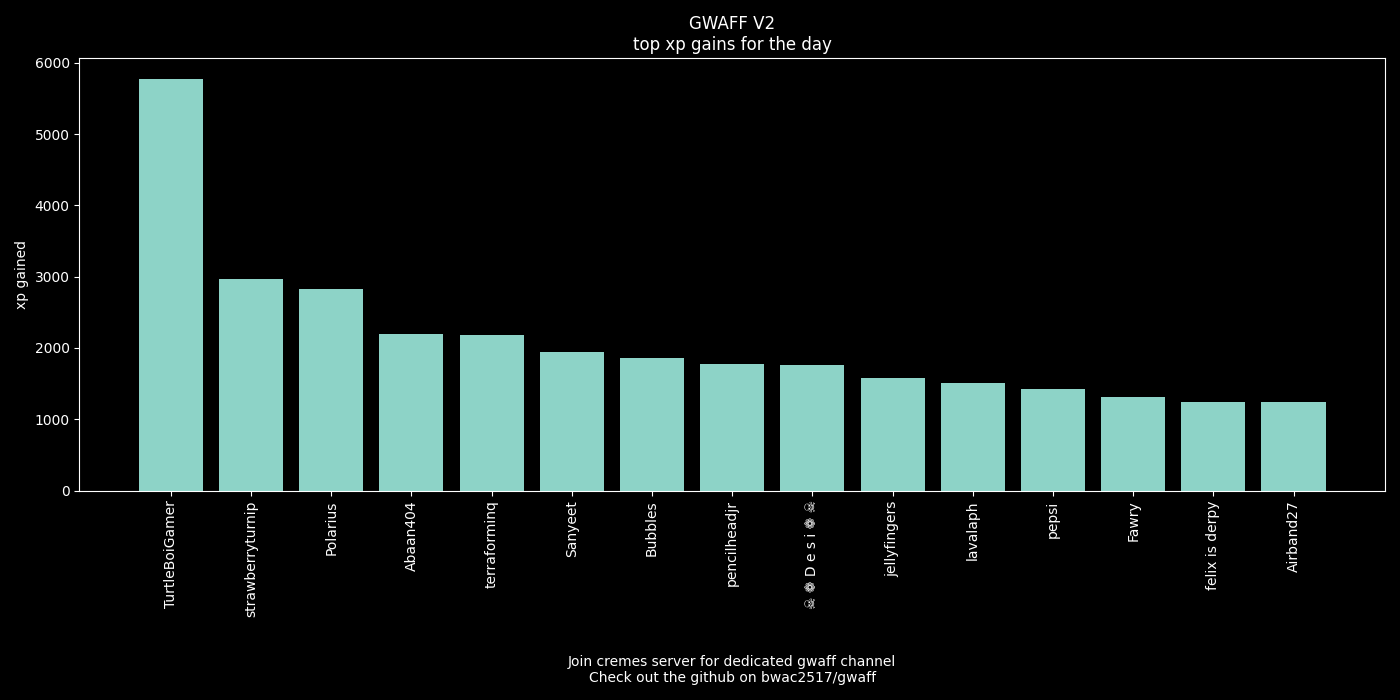 GWAFF V2
top xp gains for the day
xp gained
6000
5000
4000
3000
2000
1000
0
TurtleBoiGamer
strawberryturnip
Polarius
Abaan404
terraforminq
Sanyeet
Bubbles
pencilheadjr
☠ ❁ D e s i ❁ ☠
jellyfingers
lavalaph
pepsi
Fawry
felix is derpy
Airband27
Join cremes server for dedicated gwaff channel
Check out the github on bwac2517/gwaff